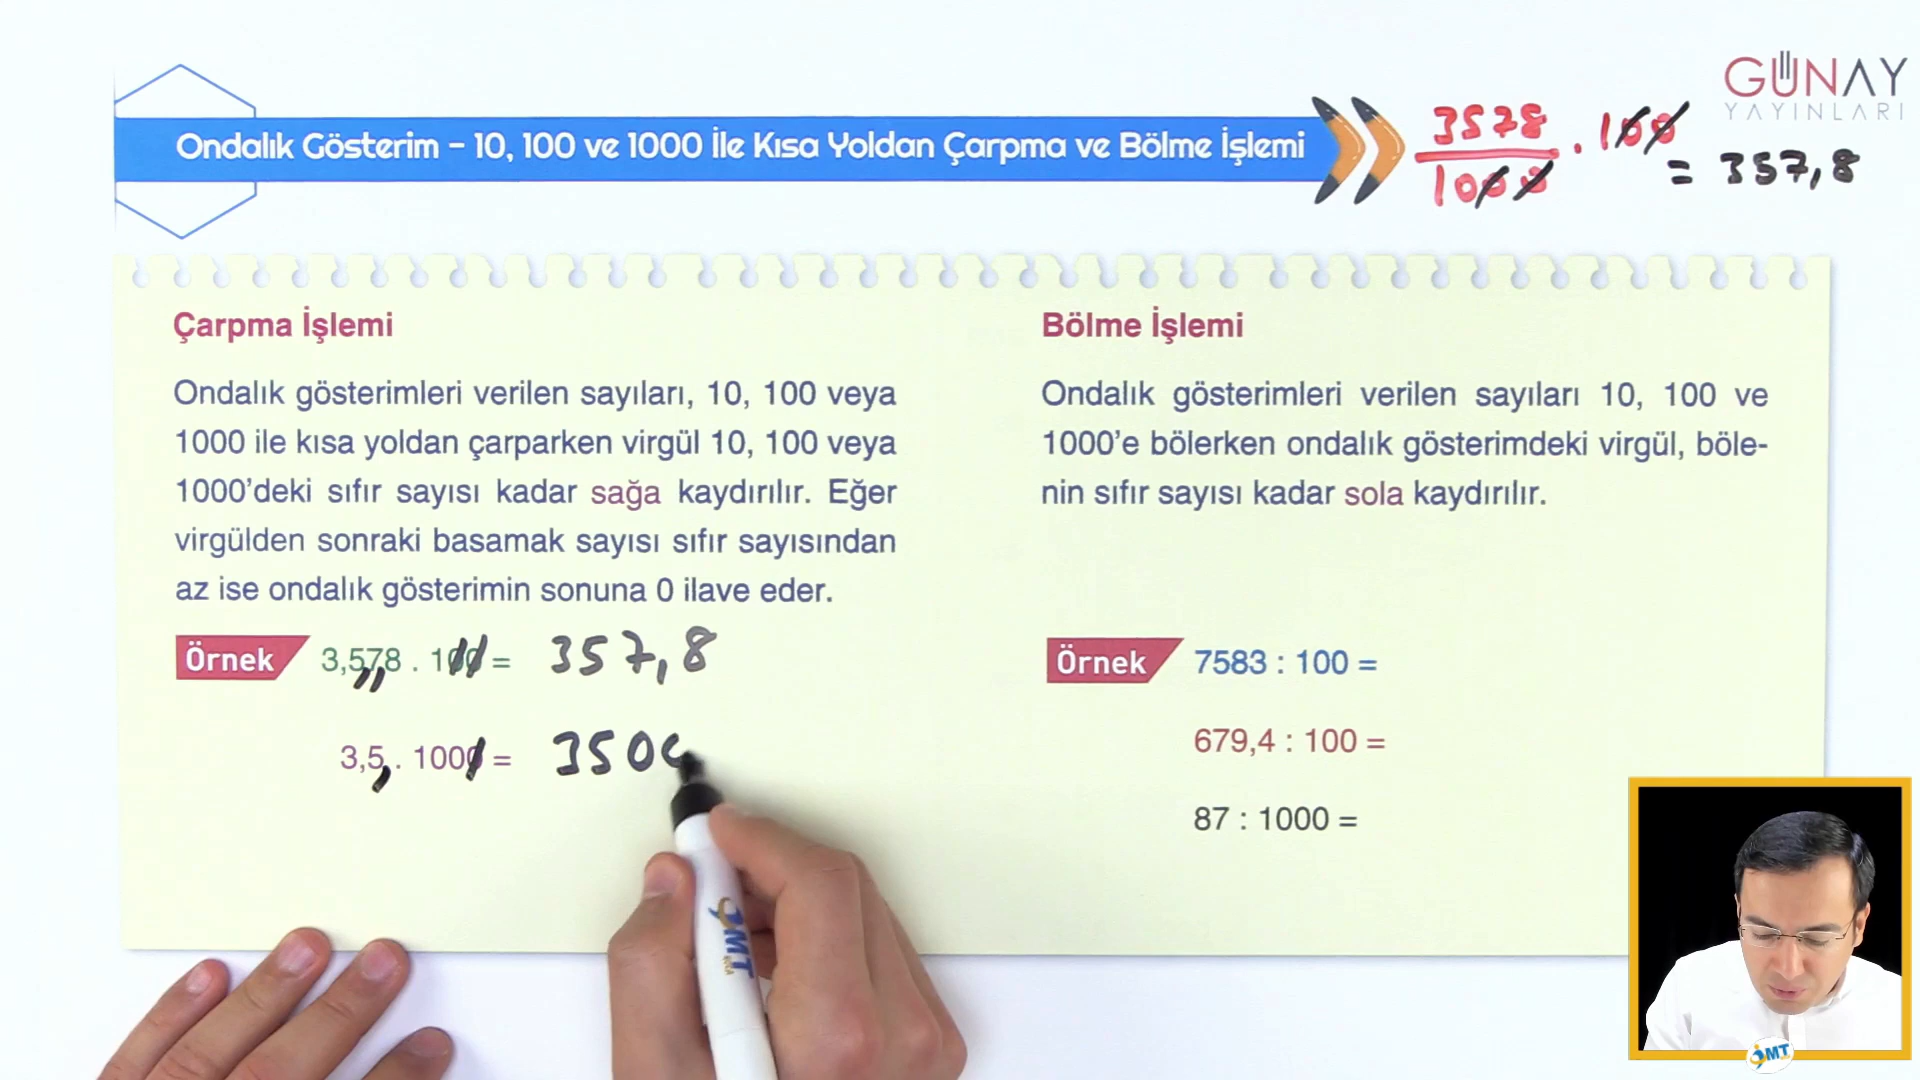 GÜNAY
YAYINLARI
Ondalık Gösterim – 10, 100 ve 1000 İle Kısa Yoldan Çarpma ve Bölme İşlemi
3578
1000
. 100
= 357,8
Çarpma İşlemi
Ondalık gösterimleri verilen sayıları, 10, 100 veya
1000 ile kısa yoldan çarparken virgül 10, 100 veya
1000'deki sıfır sayısı kadar sağa kaydırılır. Eğer
virgülden sonraki basamak sayısı sıfır sayısından
az ise ondalık gösterimin sonuna 0 ilave eder.
Örnek 3,578 . 100 = 357,8
3,5 . 1000 = 3500
Bölme İşlemi
Ondalık gösterimleri verilen sayıları 10, 100 ve
1000'e bölerken ondalık gösterimdeki virgül, böle-
nin sıfır sayısı kadar sola kaydırılır.
Örnek 7583 : 100 =
679,4 : 100 =
87 : 1000 =
MT
MT